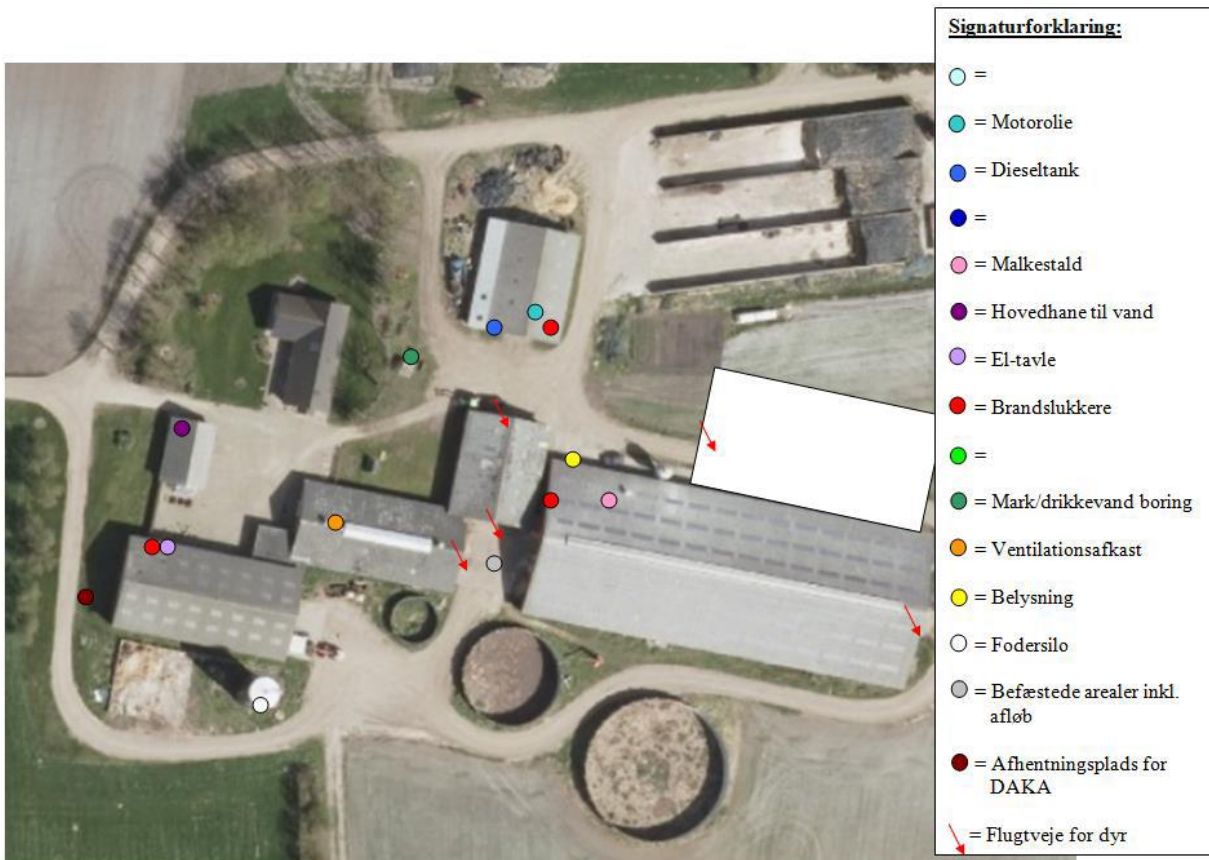 Signaturforklaring:
=
= Motorolie
= Dieseltank
=
= Malkestald
= Hovedhane til vand
= El-tavle
= Brandslukkere
=
= Mark/drikkevand boring
= Ventilationsafkast
= Belysning
= Fodersilo
= Befæstede arealer inkl.
afløb
= Afhentningsplads for
DAKA
= Flugtveje for dyr